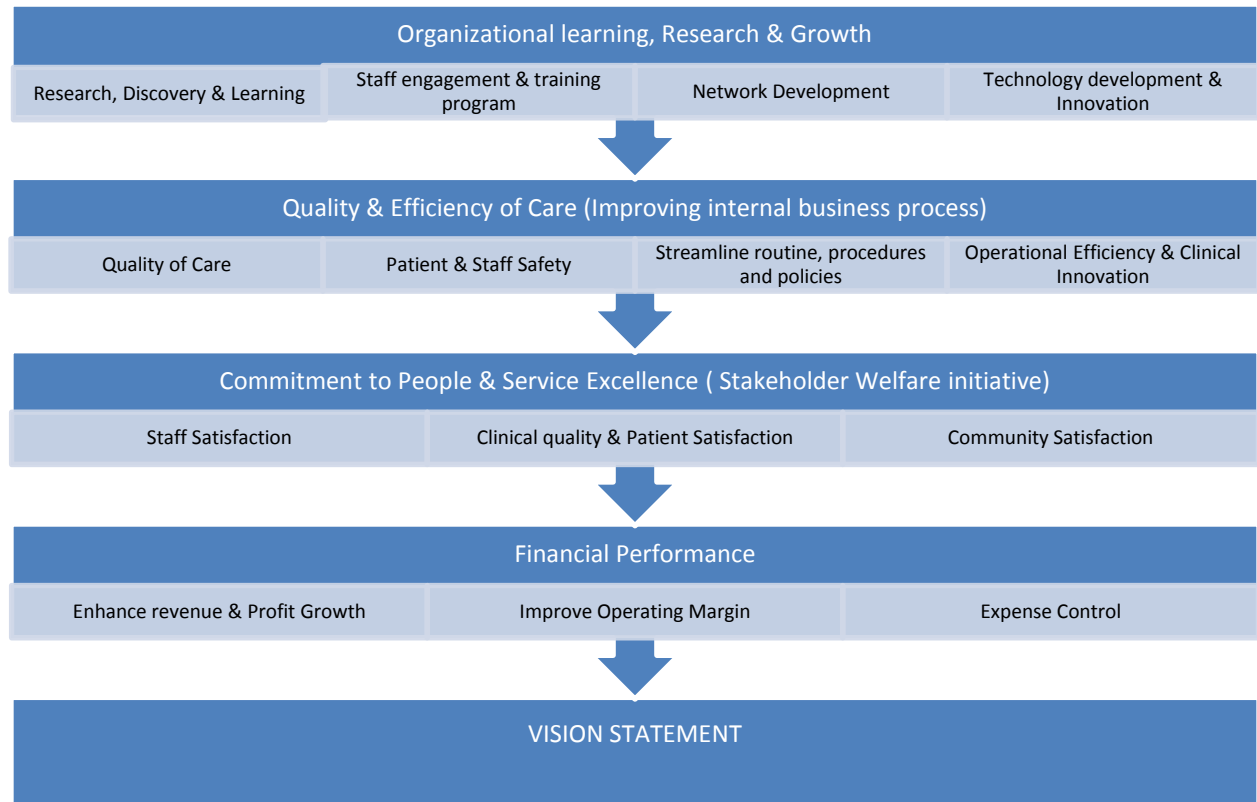 Organizational learning, Research & Growth
Research, Discovery & Learning
Staff engagement & training
program
Network Development
Technology development &
Innovation
Quality & Efficiency of Care (Improving internal business process)
Quality of Care
Patient & Staff Safety
Streamline routine, procedures
and policies
Operational Efficiency & Clinical
Innovation
Commitment to People & Service Excellence ( Stakeholder Welfare initiative)
Staff Satisfaction
Clinical quality & Patient Satisfaction
Community Satisfaction
Financial Performance
Enhance revenue & Profit Growth
Improve Operating Margin
Expense Control
VISION STATEMENT